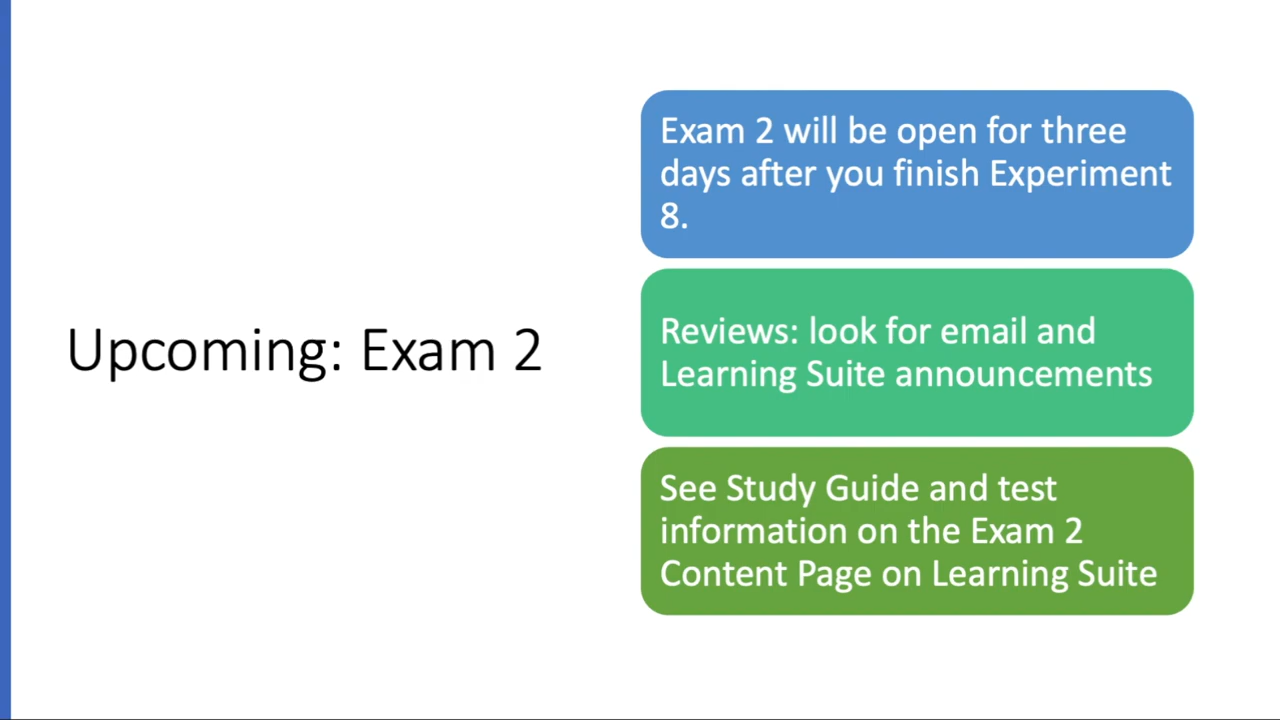 Upcoming: Exam 2
Exam 2 will be open for three
days after you finish Experiment
8.
Reviews: look for email and
Learning Suite announcements
See Study Guide and test
information on the Exam 2
Content Page on Learning Suite